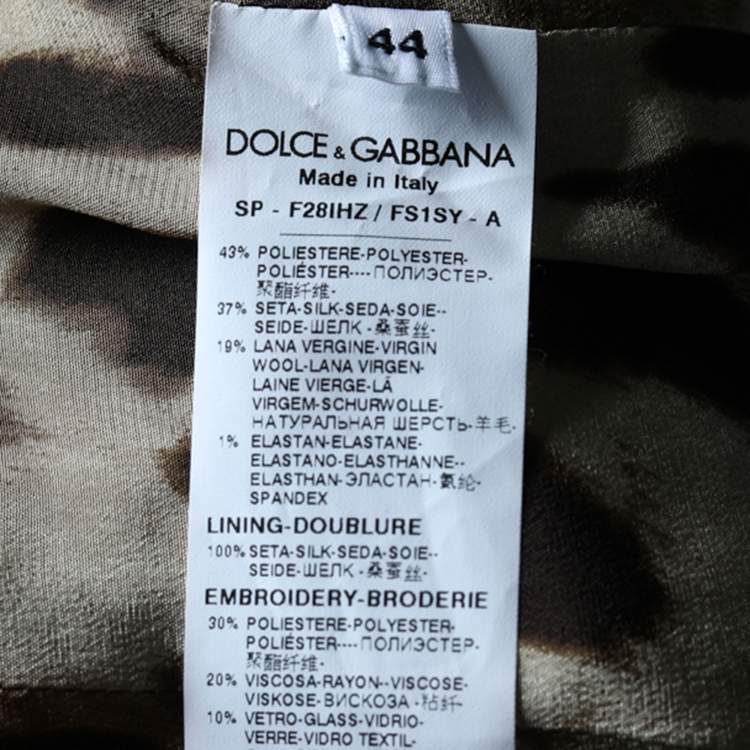 44
DOLCE & GABBANA
Made in Italy
SP - F28IHZ / FS1SY - A
43% POLIESTERE-POLYESTER-
POLIÉSTER----ПОЛИЭСТЕР-
聚酯纤维-
37% SETA-SILK-SEDA-SOIE--
SEIDE-ШЕЛК -桑蚕丝-
19% LANA VERGINE-VIRGIN
WOOL-LANA VIRGEN-
LAINE VIERGE-LÃ
VIRGEM-SCHURWOLLE-
НАТУРАЛЬНАЯ ШЕРСТЬ-羊毛-
1% ELASTAN-ELASTANE-
ELASTANO-ELASTHANNE--
ELASTHAN-ЭЛАСТАН-氨纶-
SPANDEX
LINING-DOUBLURE
100% SETA-SILK-SEDA-SOIE--
SEIDE-ШЕЛК -桑蚕丝-
EMBROIDERY-BRODERIE
30% POLIESTERE-POLYESTER-
POLIÉSTER----ПОЛИЭСТЕР-
聚酯纤维-
20% VISCOSA-RAYON--VISCOSE-
VISKOSE-ВИСКОЗА -粘纤-
10% VETRO-GLASS-VIDRIO-
VERRE-VIDRO TEXTIL-